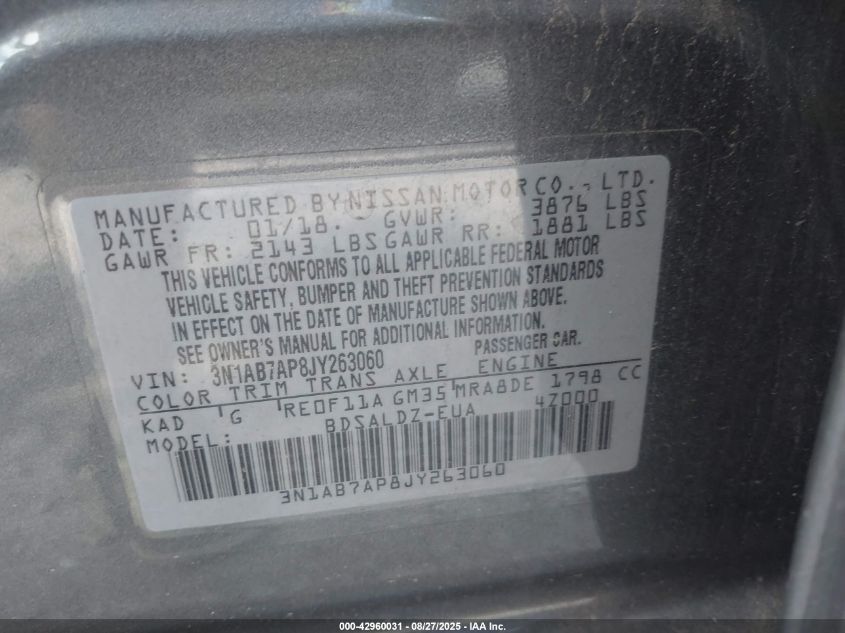 MANUFACTURED BY NISSAN MOTOR CO., LTD.
DATE: 01/18. GVWR: 3876 LBS
GAWR FR: 2143 LBS GAWR RR: 1881 LBS
THIS VEHICLE CONFORMS TO ALL APPLICABLE FEDERAL MOTOR
VEHICLE SAFETY, BUMPER AND THEFT PREVENTION STANDARDS
IN EFFECT ON THE DATE OF MANUFACTURE SHOWN ABOVE.
SEE OWNER'S MANUAL FOR ADDITIONAL INFORMATION.
VIN: 3N1AB7AP8JY263060 PASSENGER CAR.
COLOR TRIM TRANS AXLE ENGINE
KAD G RE0F11A GM35 MRA8DE 1798 CC
MODEL: BDSALDZ-EUA 4Z000
3N1AB7AP8JY263060
000-42960031 - 08/27/2025 - IAA Inc.